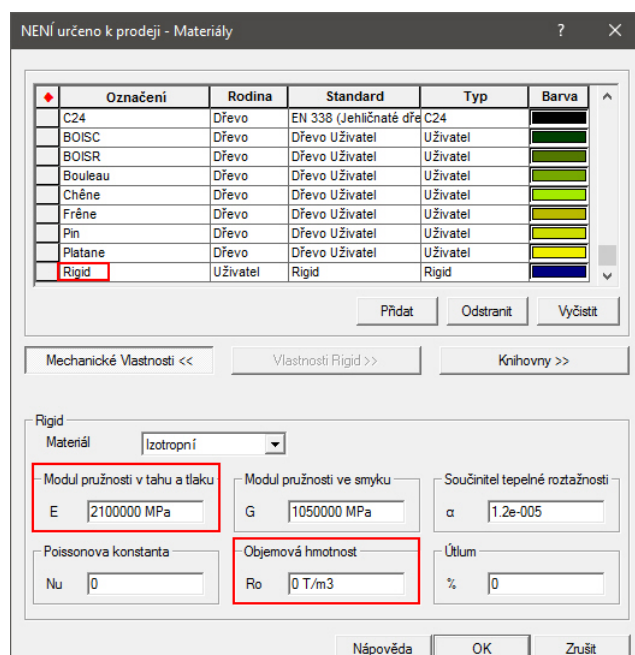 NENÍ určeno k prodeji - Materiály ? ×
Označení Rodina Standard Typ Barva
C24 Dřevo EN 338 (Jehličnaté dře C24
BOISC Dřevo Dřevo Uživatel Uživatel
BOISR Dřevo Dřevo Uživatel Uživatel
Bouleau Dřevo Dřevo Uživatel Uživatel
Chêne Dřevo Dřevo Uživatel Uživatel
Frêne Dřevo Dřevo Uživatel Uživatel
Pin Dřevo Dřevo Uživatel Uživatel
Platane Dřevo Dřevo Uživatel Uživatel
Rigid Uživatel Rigid Rigid
Přidat Odstranit Vyčistit
Mechanické Vlastnosti << Vlastnosti Rigid >> Knihovny >>
Rigid
Materiál Izotropní
Modul pružnosti v tahu a tlaku Modul pružnosti ve smyku Součinitel tepelné roztažnosti
E 2100000 MPa G 1050000 MPa α 1.2e-005
Poissonova konstanta Objemová hmotnost Útlum
Nu 0 Ro 0 T/m3 % 0
Nápověda OK Zrušit